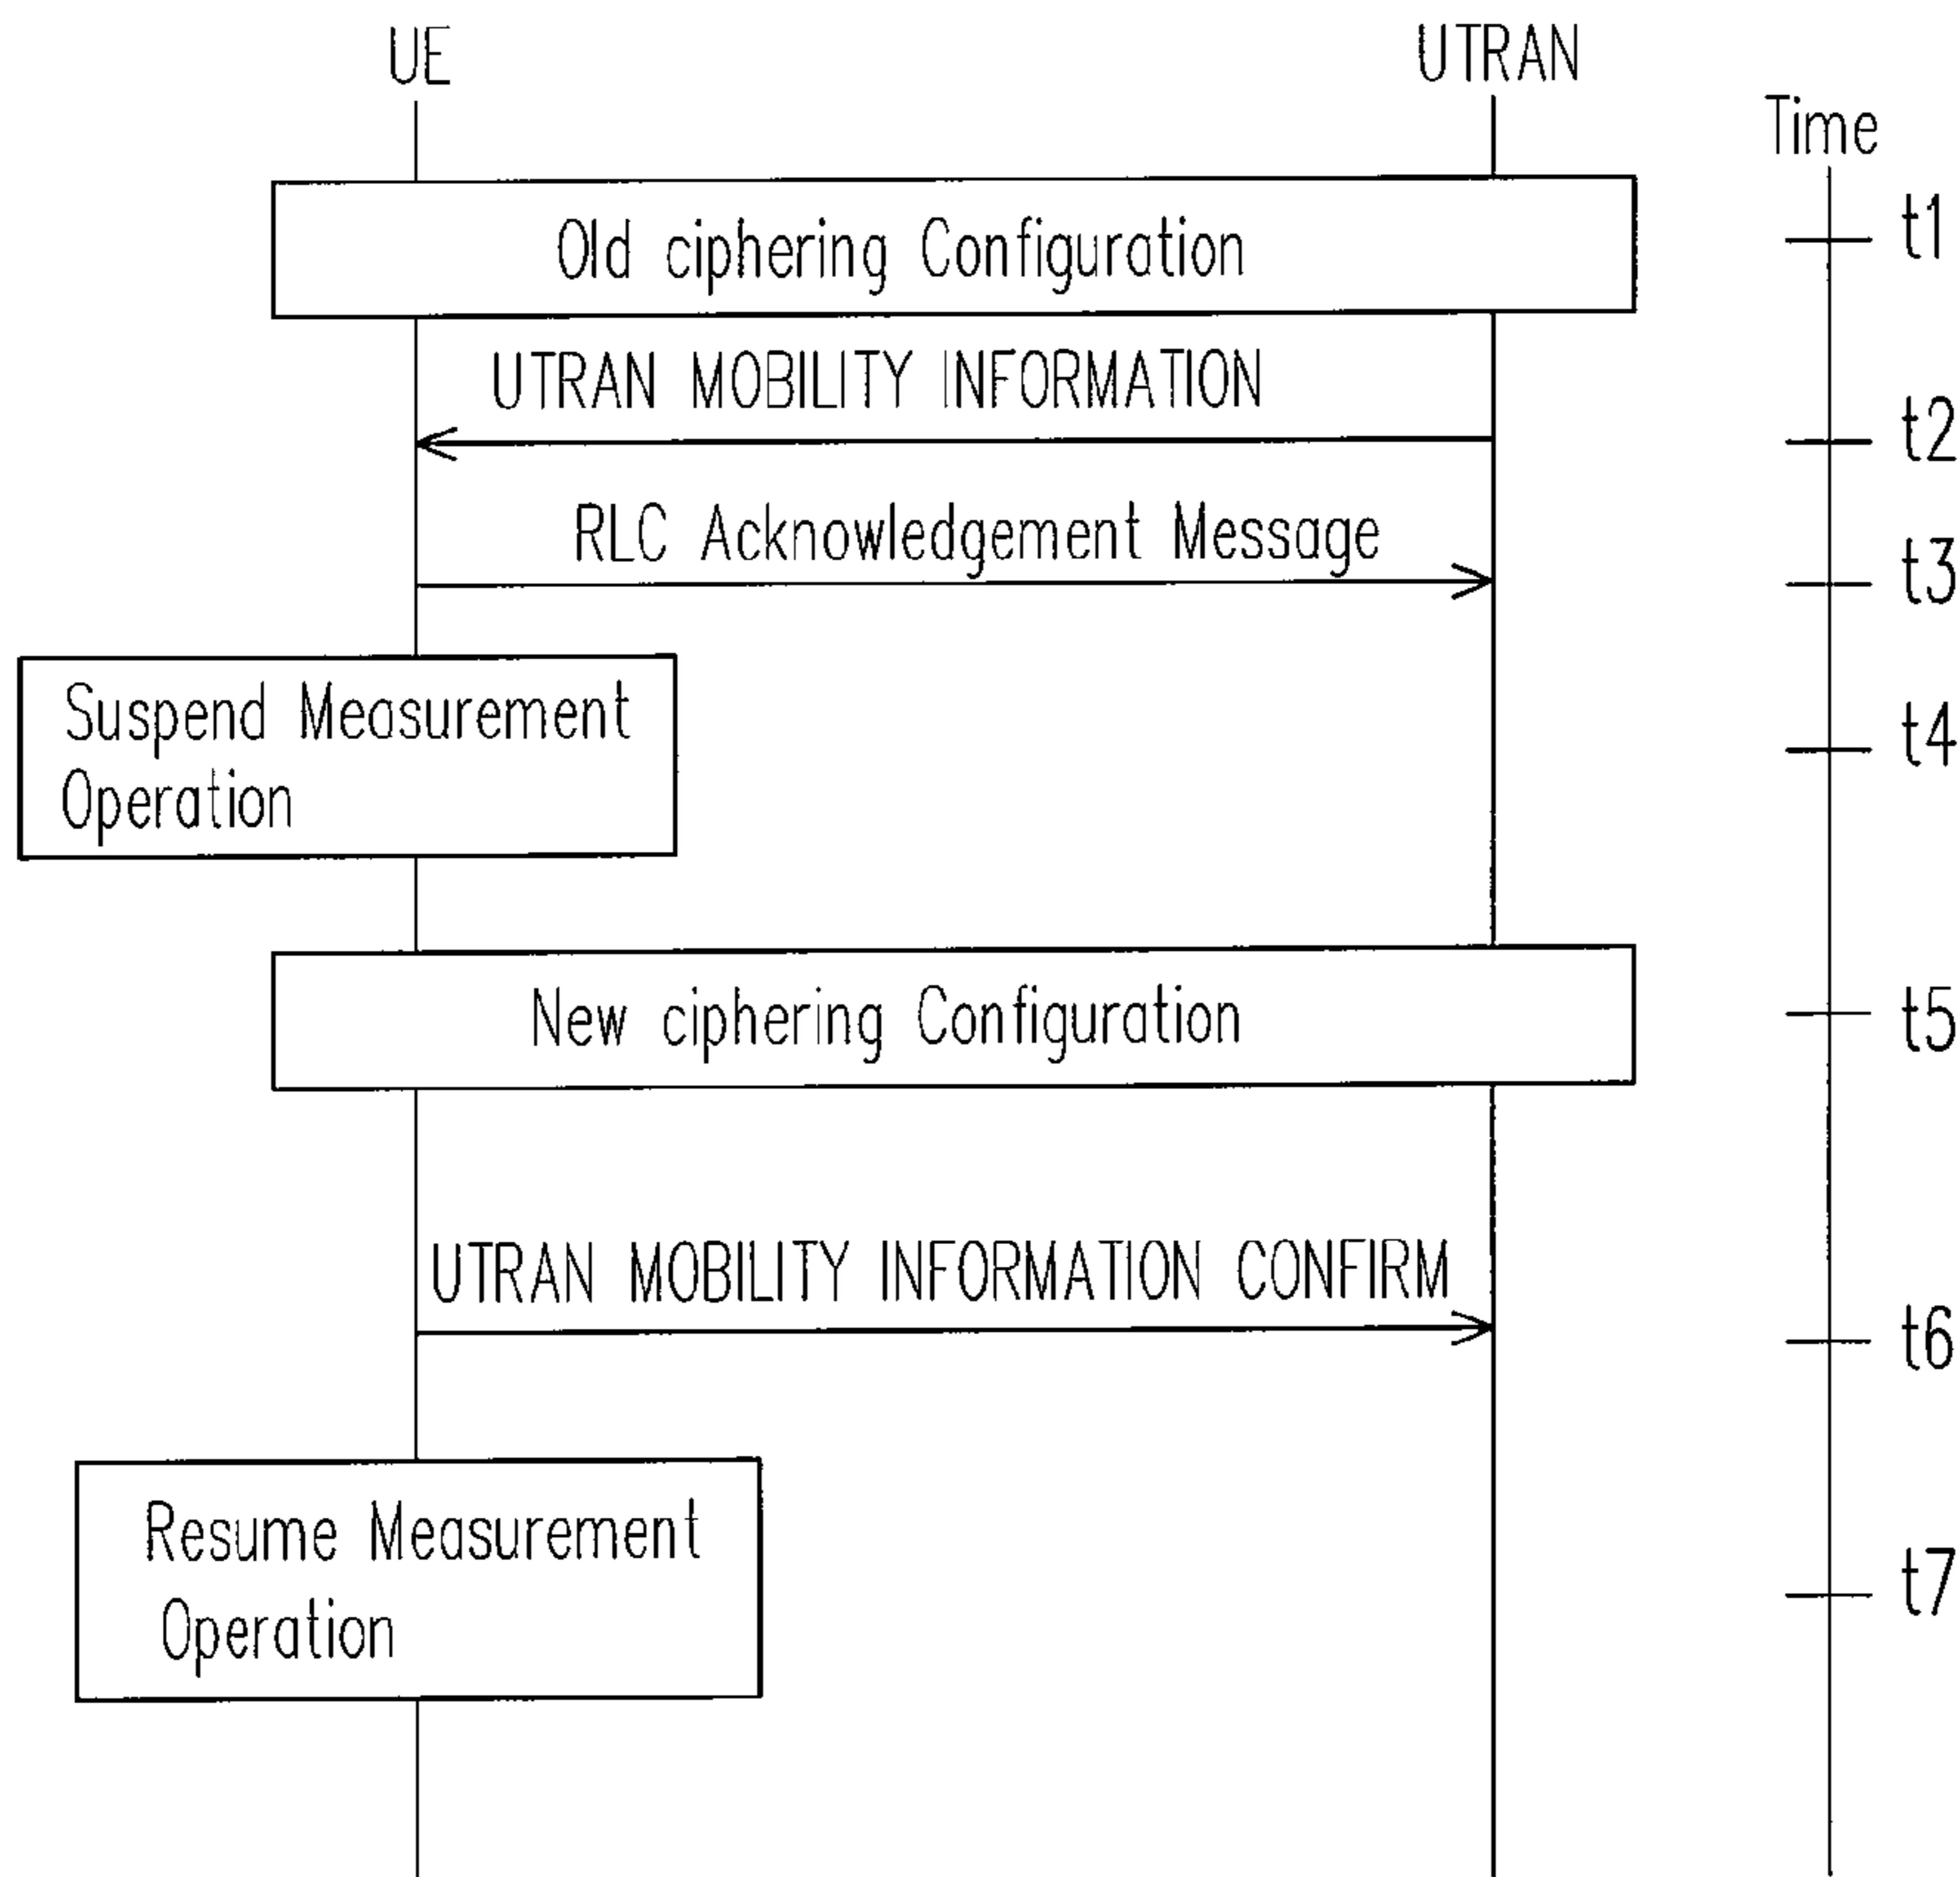 UE
UTRAN
Time
Old ciphering Configuration
t1
UTRAN MOBILITY INFORMATION
t2
RLC Acknowledgement Message
t3
Suspend Measurement
Operation
t4
New ciphering Configuration
t5
UTRAN MOBILITY INFORMATION CONFIRM
t6
Resume Measurement
Operation
t7